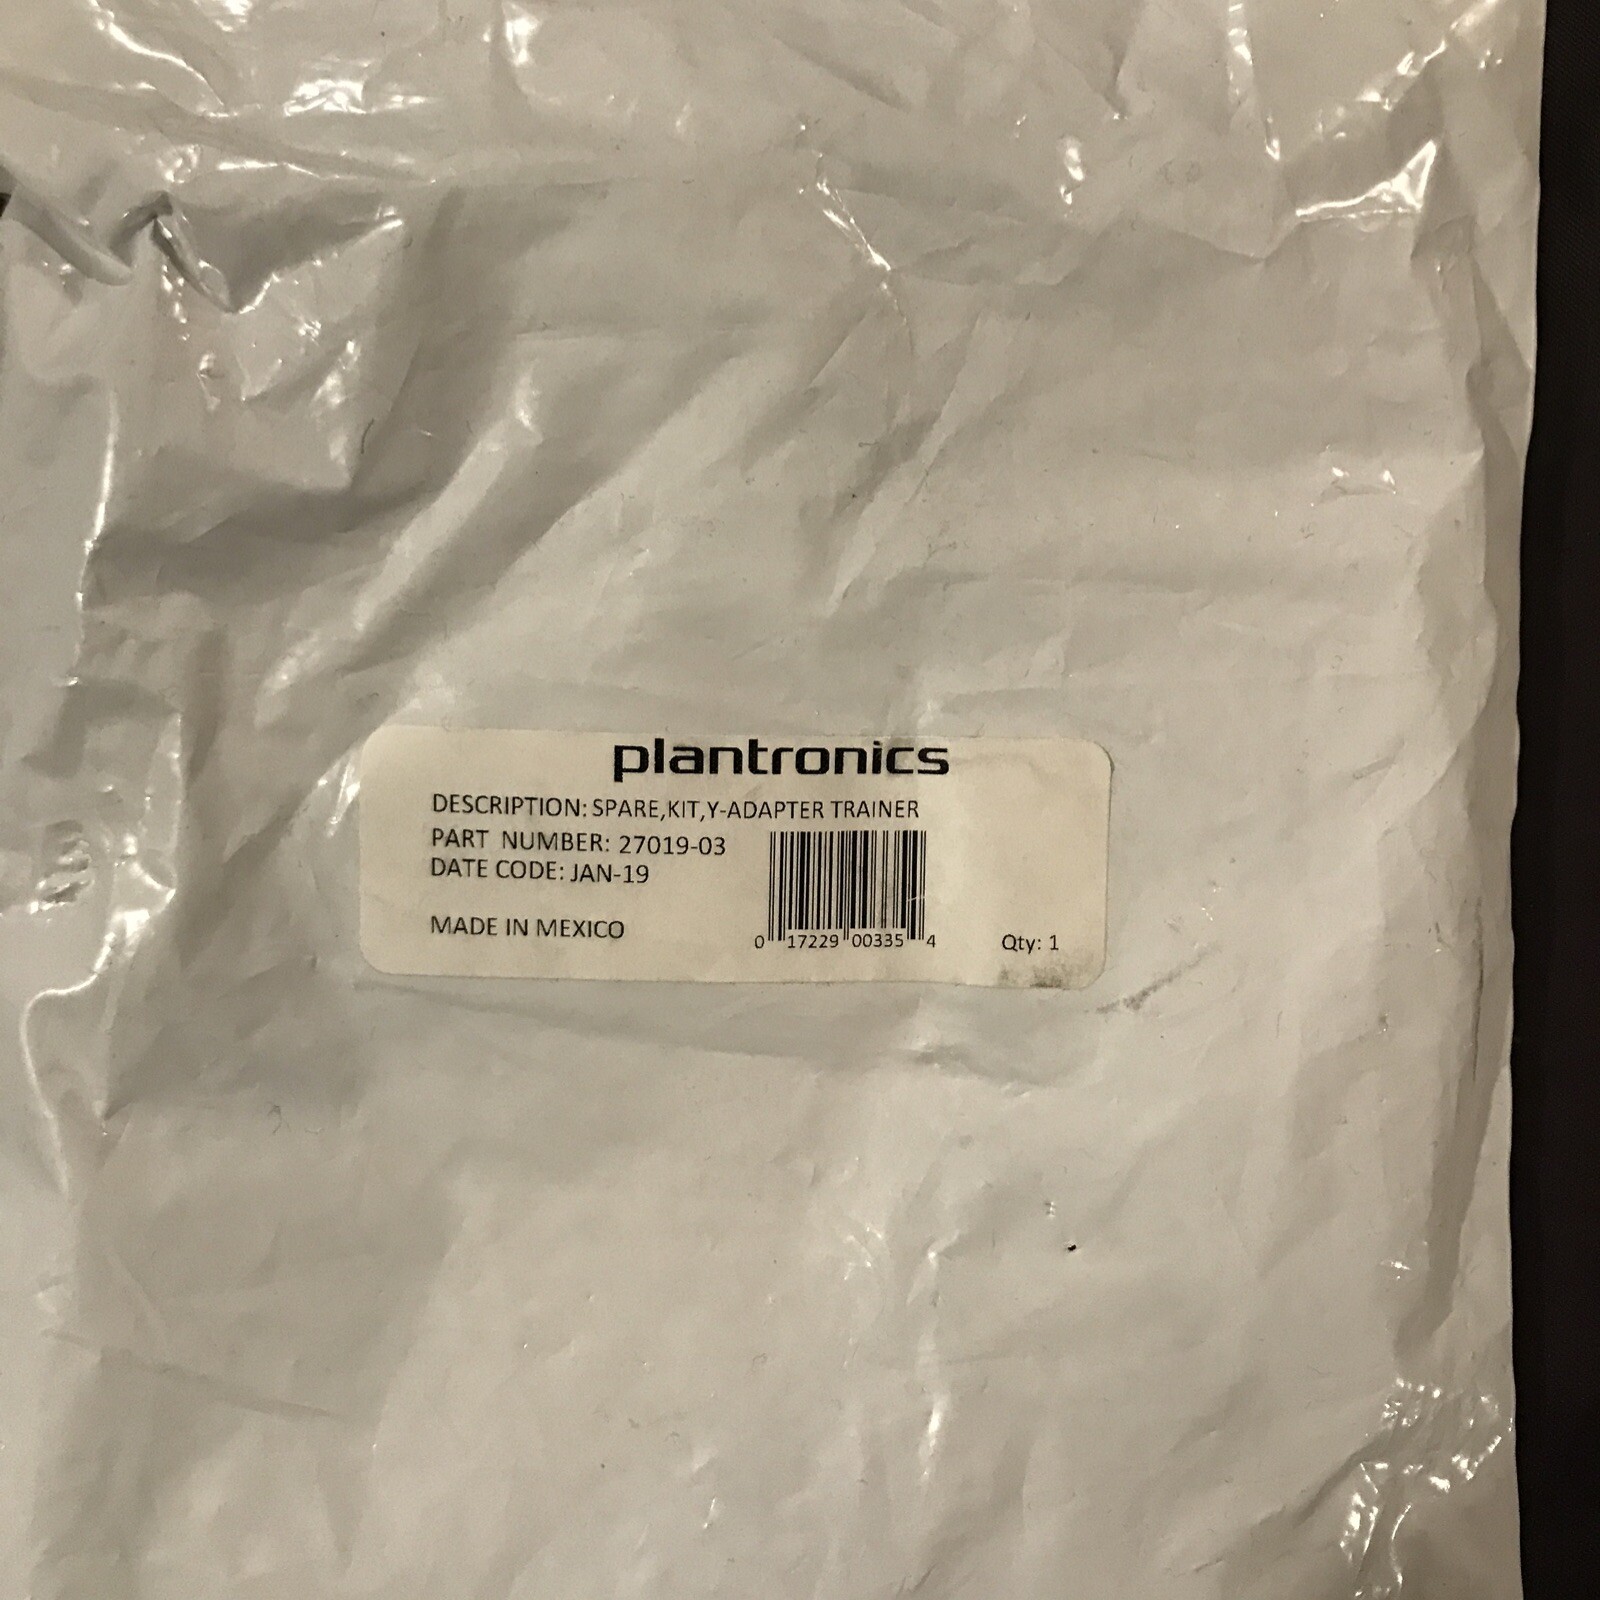 plantronics
DESCRIPTION: SPARE,KIT,Y-ADAPTER TRAINER
PART NUMBER: 27019-03
DATE CODE: JAN-19
MADE IN MEXICO
0 17229 00335 4
Qty: 1